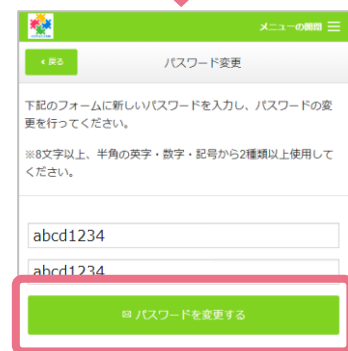 メニューの開閉
戻る
パスワード変更
下記のフォームに新しいパスワードを入力し、パスワードの変
更を行ってください。
※8文字以上、半角の英字・数字・記号から2種類以上使用して
ください。
abcd1234
abcd1234
パスワードを変更する